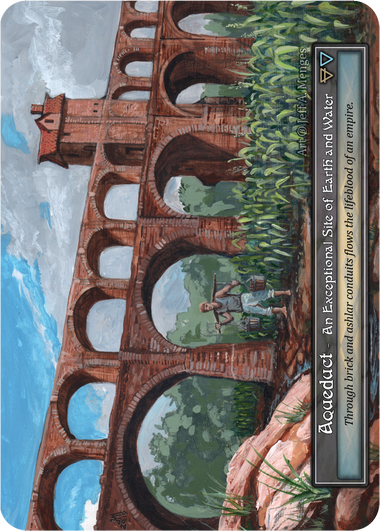 Art © Jeff A. Menges
Aqueduct ~ An Exceptional Site of Earth and Water
Through brick and ashlar conduits flows the lifeblood of an empire.